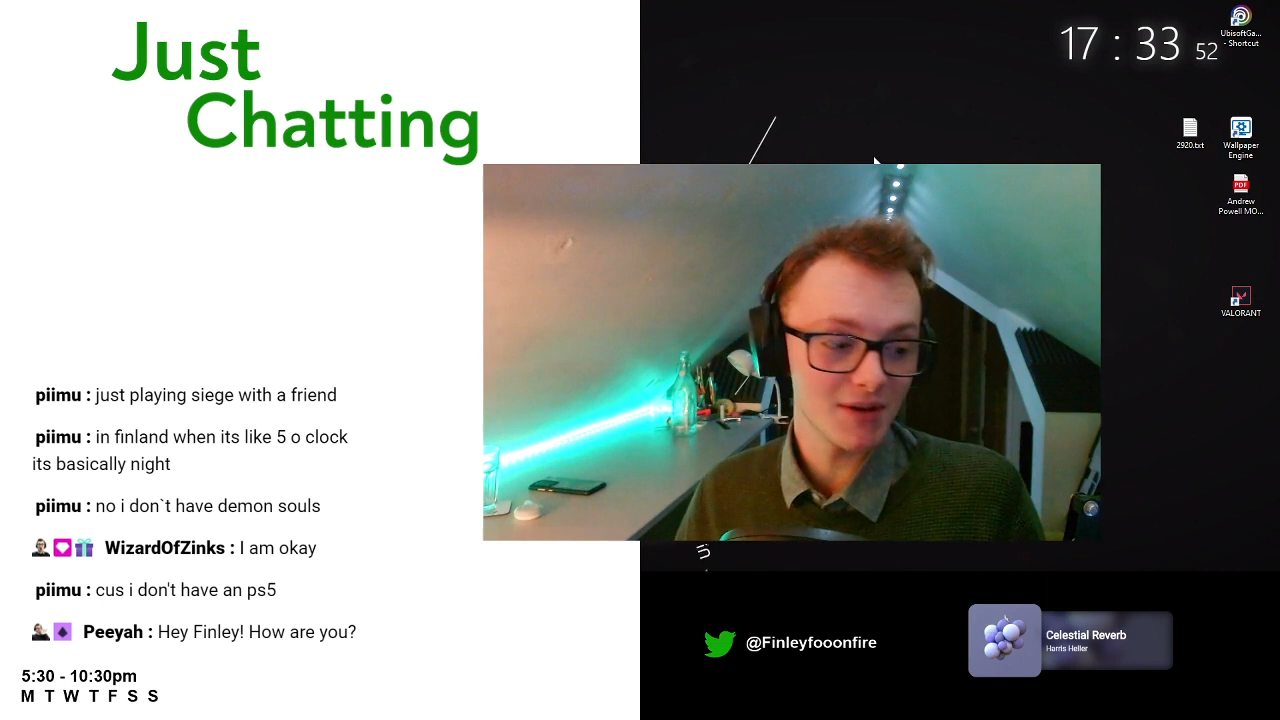 Just
Chatting
17 : 33 52
UbisoftGa...
- Shortcut
2920.txt
Wallpaper
Engine
PDF
Andrew
Powell MO...
VALORANT
piimu : just playing siege with a friend
piimu : in finland when its like 5 o clock
its basically night
piimu : no i don`t have demon souls
WizardOfZinks : I am okay
piimu : cus i don't have an ps5
Peeyah : Hey Finley! How are you?
5:30 - 10:30pm
M T W T F S S
@Finleyfooonfire
Celestial Reverb
Harris Heller